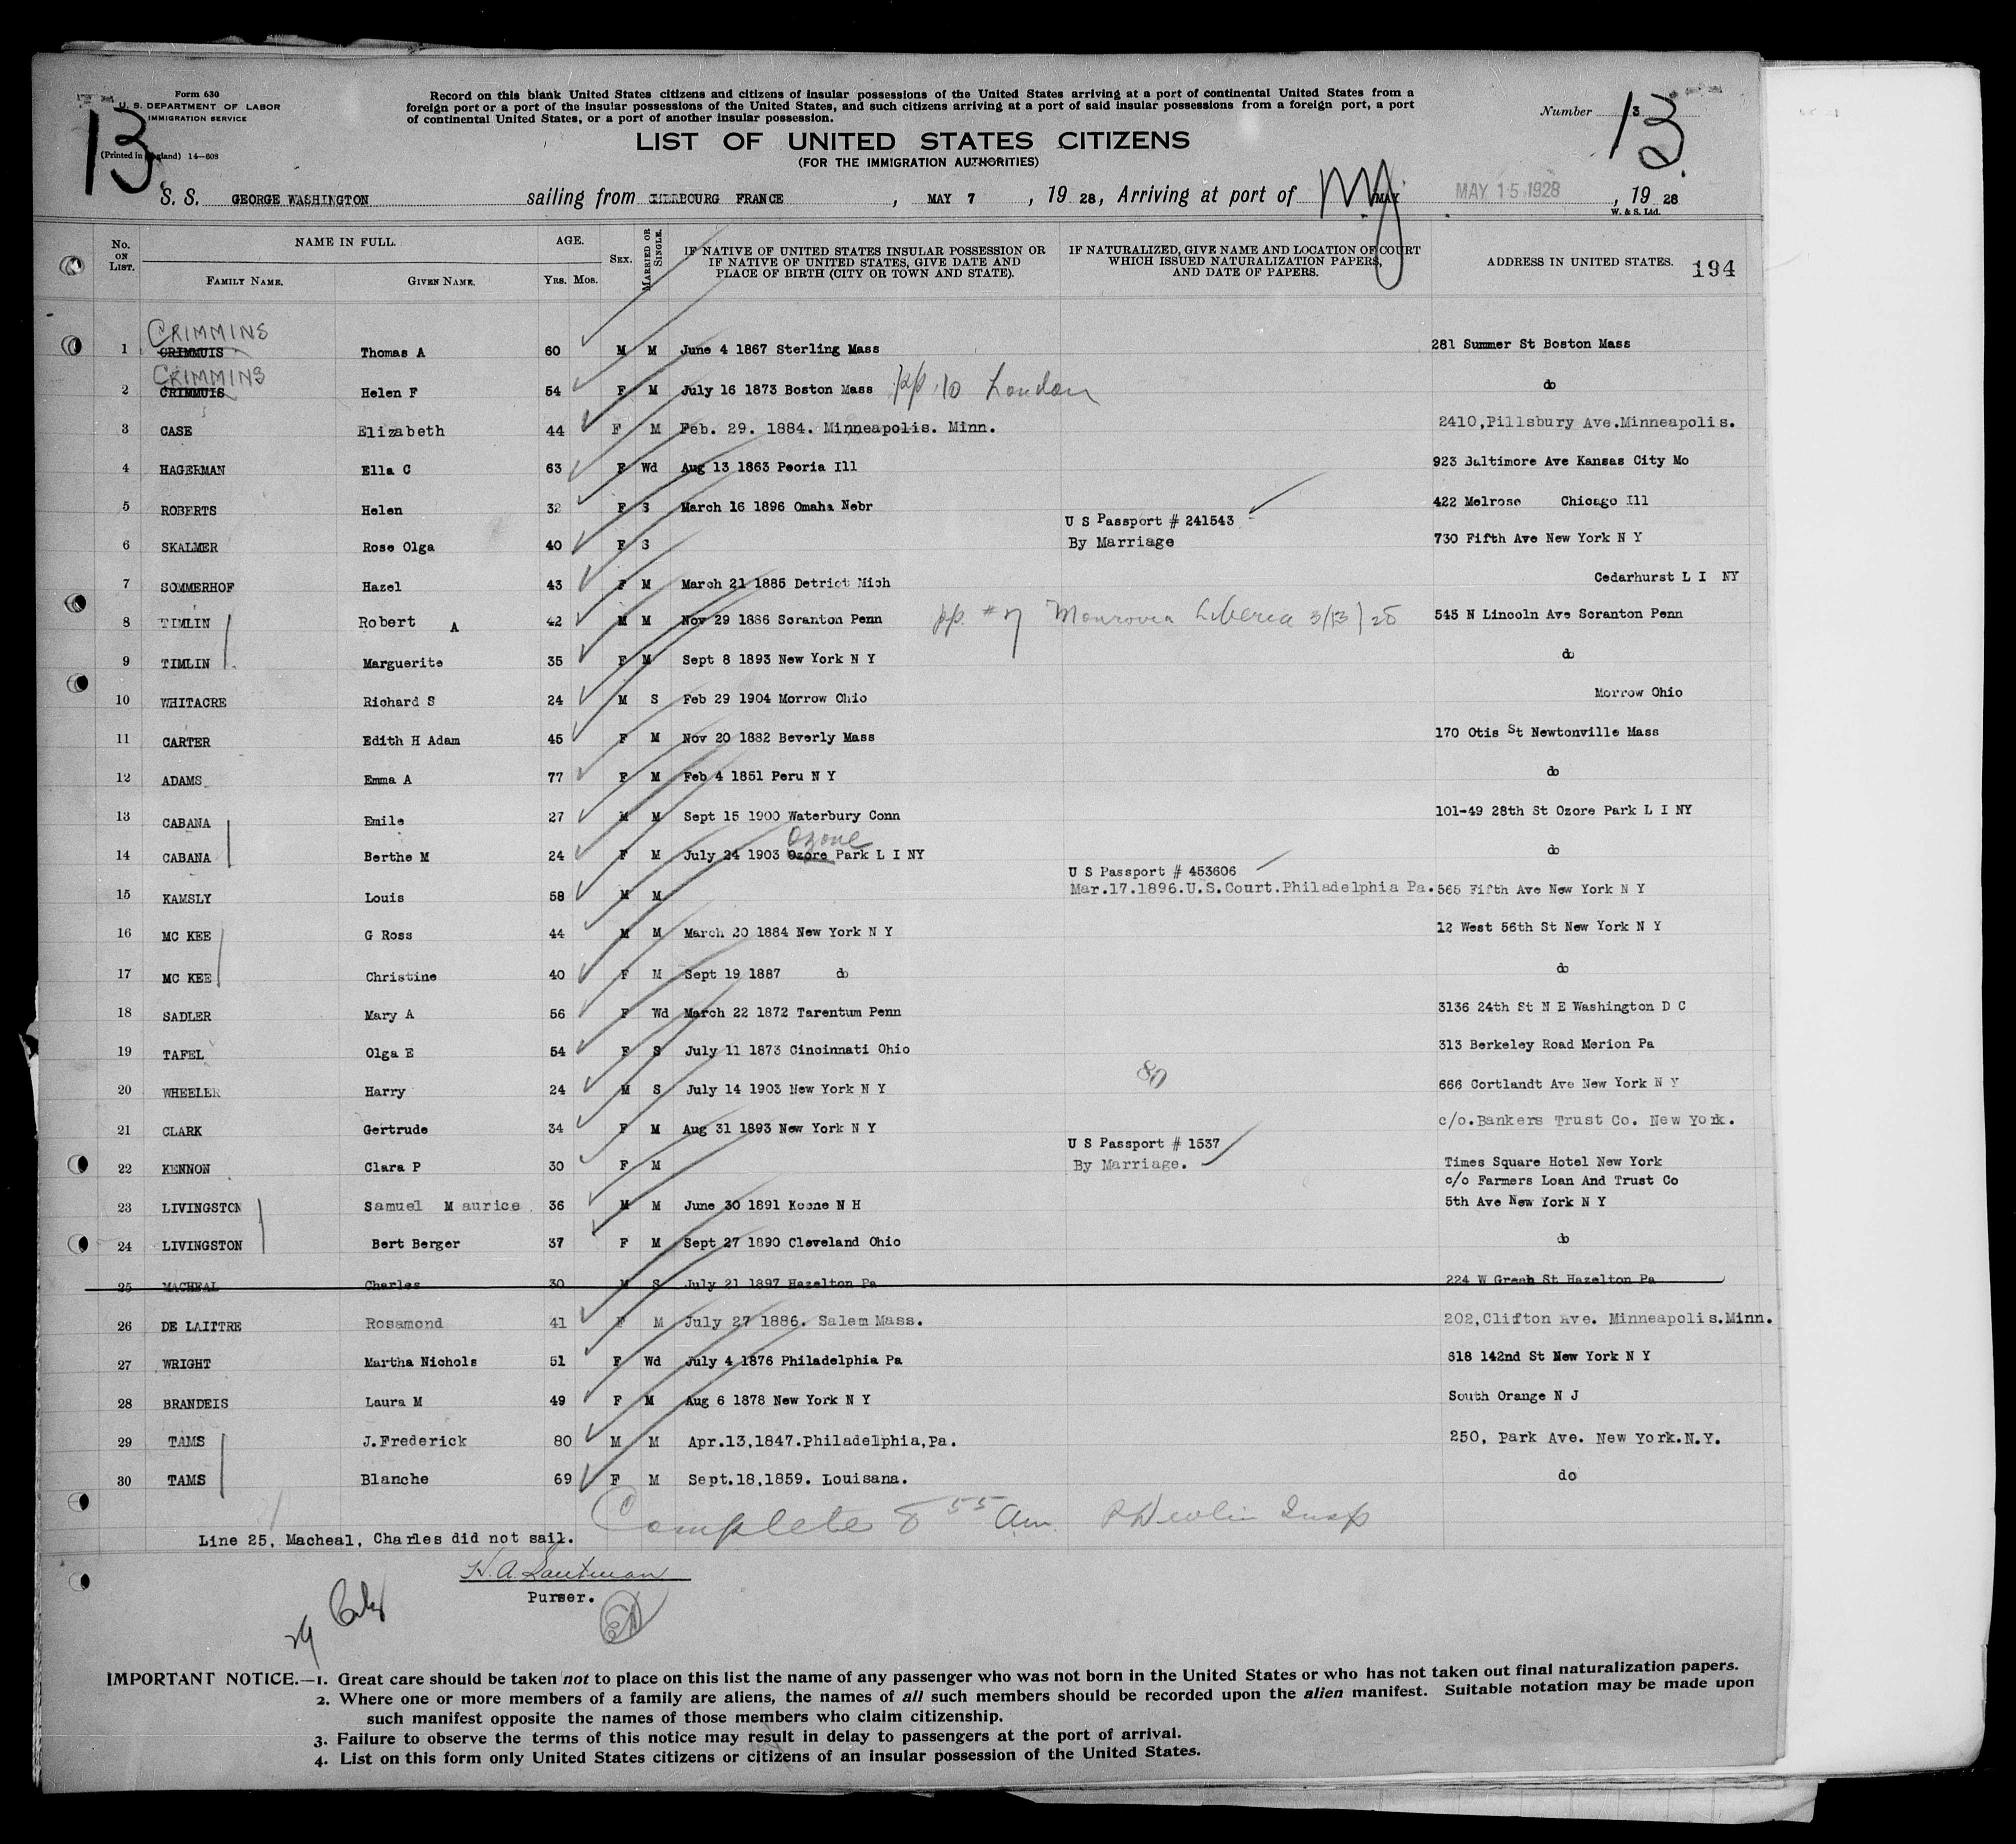 Form 630
U. S. DEPARTMENT OF LABOR
IMMIGRATION SERVICE
(Printed in England) 14—608
13
Record on this blank United States citizens and citizens of insular possessions of the United States arriving at a port of continental United States from a
foreign port or a port of the insular possessions of the United States, and such citizens arriving at a port of said insular possessions from a foreign port, a port
of continental United States, or a port of another insular possession.
Number 3
13
LIST OF UNITED STATES CITIZENS
(FOR THE IMMIGRATION AUTHORITIES)
S. S. GEORGE WASHINGTON sailing from CHERBOURG FRANCE , MAY 7 , 19 28, Arriving at port of NY MAY MAY 15 1928 , 19 28
W. & S. Ltd.
No. ON LIST. NAME IN FULL. FAMILY NAME. GIVEN NAME. AGE. YRS. MOS. SEX. MARRIED OR SINGLE. IF NATIVE OF UNITED STATES INSULAR POSSESSION OR IF NATIVE OF UNITED STATES, GIVE DATE AND PLACE OF BIRTH (CITY OR TOWN AND STATE). IF NATURALIZED, GIVE NAME AND LOCATION OF COURT WHICH ISSUED NATURALIZATION PAPERS, AND DATE OF PAPERS. ADDRESS IN UNITED STATES. 194
CRIMMINS
1 CRIMMUIS Thomas A 60 M M June 4 1867 Sterling Mass 281 Summer St Boston Mass
CRIMMINS
2 CRIMMUIS Helen F 54 F M July 16 1873 Boston Mass pp 10 London do
3 CASE Elizabeth 44 F M Feb. 29. 1884. Minneapolis. Minn. 2410,Pillsbury Ave.Minneapolis.
4 HAGERMAN Ella C 63 F Wd Aug 13 1863 Peoria Ill 923 Baltimore Ave Kansas City Mo
5 ROBERTS Helen 32 F S March 16 1896 Omaha Nebr 422 Melrose Chicago Ill
U S Passport # 241543
6 SKALMER Rose Olga 40 F S By Marriage 730 Fifth Ave New York N Y
7 SOMMERHOF Hazel 43 F M March 21 1885 Detriot Mich Cedarhurst L I NY
8 TIMLIN Robert A 42 M M Nov 29 1886 Scranton Penn pp. #7 Monrovia Liberia 3/13/25 545 N Lincoln Ave Scranton Penn
9 TIMLIN Marguerite 35 F M Sept 8 1893 New York N Y do
10 WHITACRE Richard S 24 M S Feb 29 1904 Morrow Ohio Morrow Ohio
11 CARTER Edith H Adam 45 F M Nov 20 1882 Beverly Mass 170 Otis St Newtonville Mass
12 ADAMS Emma A 77 F M Feb 4 1851 Peru N Y do
13 CABANA Emile 27 M M Sept 15 1900 Waterbury Conn 101-49 28th St Ozore Park L I NY
Ozone
14 CABANA Berthe M 24 F M July 24 1903 Ozore Park L I NY do
U S Passport # 453606
15 KAMSLY Louis 58 M M Mar.17.1896.U.S.Court.Philadelphia Pa. 565 Fifth Ave New York N Y
16 MC KEE G Ross 44 M M March 20 1884 New York N Y 12 West 56th St New York N Y
17 MC KEE Christine 40 F M Sept 19 1887 do do
18 SADLER Mary A 56 F Wd March 22 1872 Tarentum Penn 3136 24th St N E Washington D C
19 TAFEL Olga E 54 F S July 11 1873 Cincinnati Ohio 313 Berkeley Road Merion Pa
80
20 WHEELER Harry 24 M S July 14 1903 New York N Y 666 Cortlandt Ave New York N Y
21 CLARK Gertrude 34 F M Aug 31 1893 New York N Y c/o.Bankers Trust Co. New York.
U S Passport # 1537
22 KENNON Clara P 30 F M By Marriage. Times Square Hotel New York
c/o Farmers Loan And Trust Co
23 LIVINGSTON Samuel Maurice 36 M M June 30 1891 Keene N H 5th Ave New York N Y
24 LIVINGSTON Bert Berger 37 F M Sept 27 1890 Cleveland Ohio do
25 MACHEAL Charles 30 M S July 21 1897 Hazelton Pa 224 W Green St Hazelton Pa
26 DE LAITTRE Rosamond 41 F M July 27 1886. Salem Mass. 202,Clifton Ave. Minneapolis.Minn.
27 WRIGHT Martha Nichols 51 F Wd July 4 1876 Philadelphia Pa 618 142nd St New York N Y
28 BRANDEIS Laura M 49 F M Aug 6 1878 New York N Y South Orange N J
29 TAMS J.Frederick 80 M M Apr.13,1847.Philadelphia,Pa. 250, Park Ave. New York.N.Y.
30 TAMS Blanche 69 F M Sept.18,1859. Louisana. do
Complete 8 55 am Devlin Insp
Line 25, Macheal, Charles did not sail.
Purser.
29
IMPORTANT NOTICE.—1. Great care should be taken not to place on this list the name of any passenger who was not born in the United States or who has not taken out final naturalization papers.
2. Where one or more members of a family are aliens, the names of all such members should be recorded upon the alien manifest. Suitable notation may be made upon
such manifest opposite the names of those members who claim citizenship.
3. Failure to observe the terms of this notice may result in delay to passengers at the port of arrival.
4. List on this form only United States citizens or citizens of an insular possession of the United States.